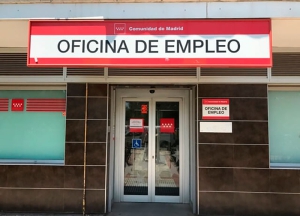 Comunidad de Madrid
OFICINA DE EMPLEO
OFICINA
DE EMPLEO